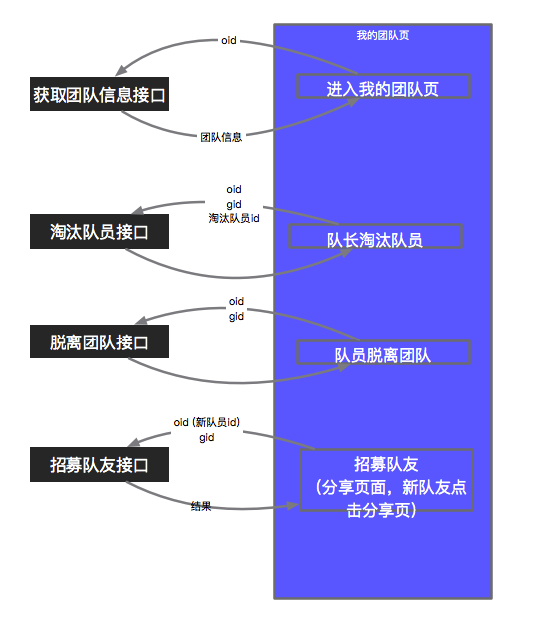 我的团队页
oid
获取团队信息接口
进入我的团队页
团队信息
oid
gid
淘汰队员id
淘汰队员接口
队长淘汰队员
oid
gid
脱离团队接口
队员脱离团队
oid (新队员id)
gid
招募队友接口
招募队友
（分享页面，新队友点
击分享页）
结果